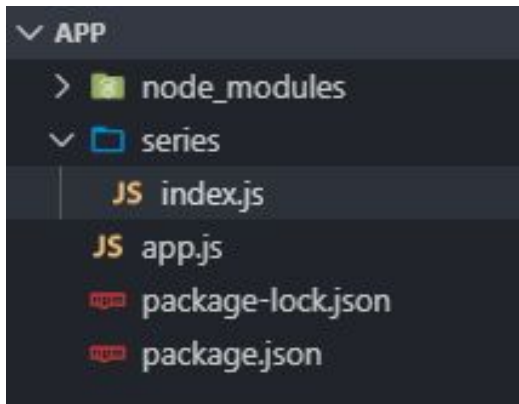 APP
node_modules
series
JS index.js
JS app.js
package-lock.json
package.json